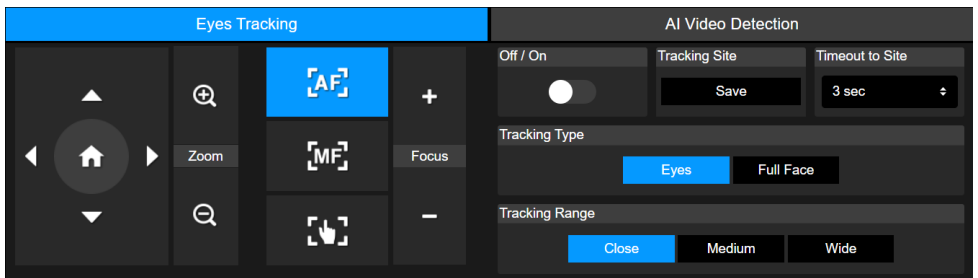 Eyes Tracking
AI Video Detection
AF
MF
Zoom
Focus
Off / On
Tracking Site
Timeout to Site
Save
3 sec
Tracking Type
Eyes
Full Face
Tracking Range
Close
Medium
Wide